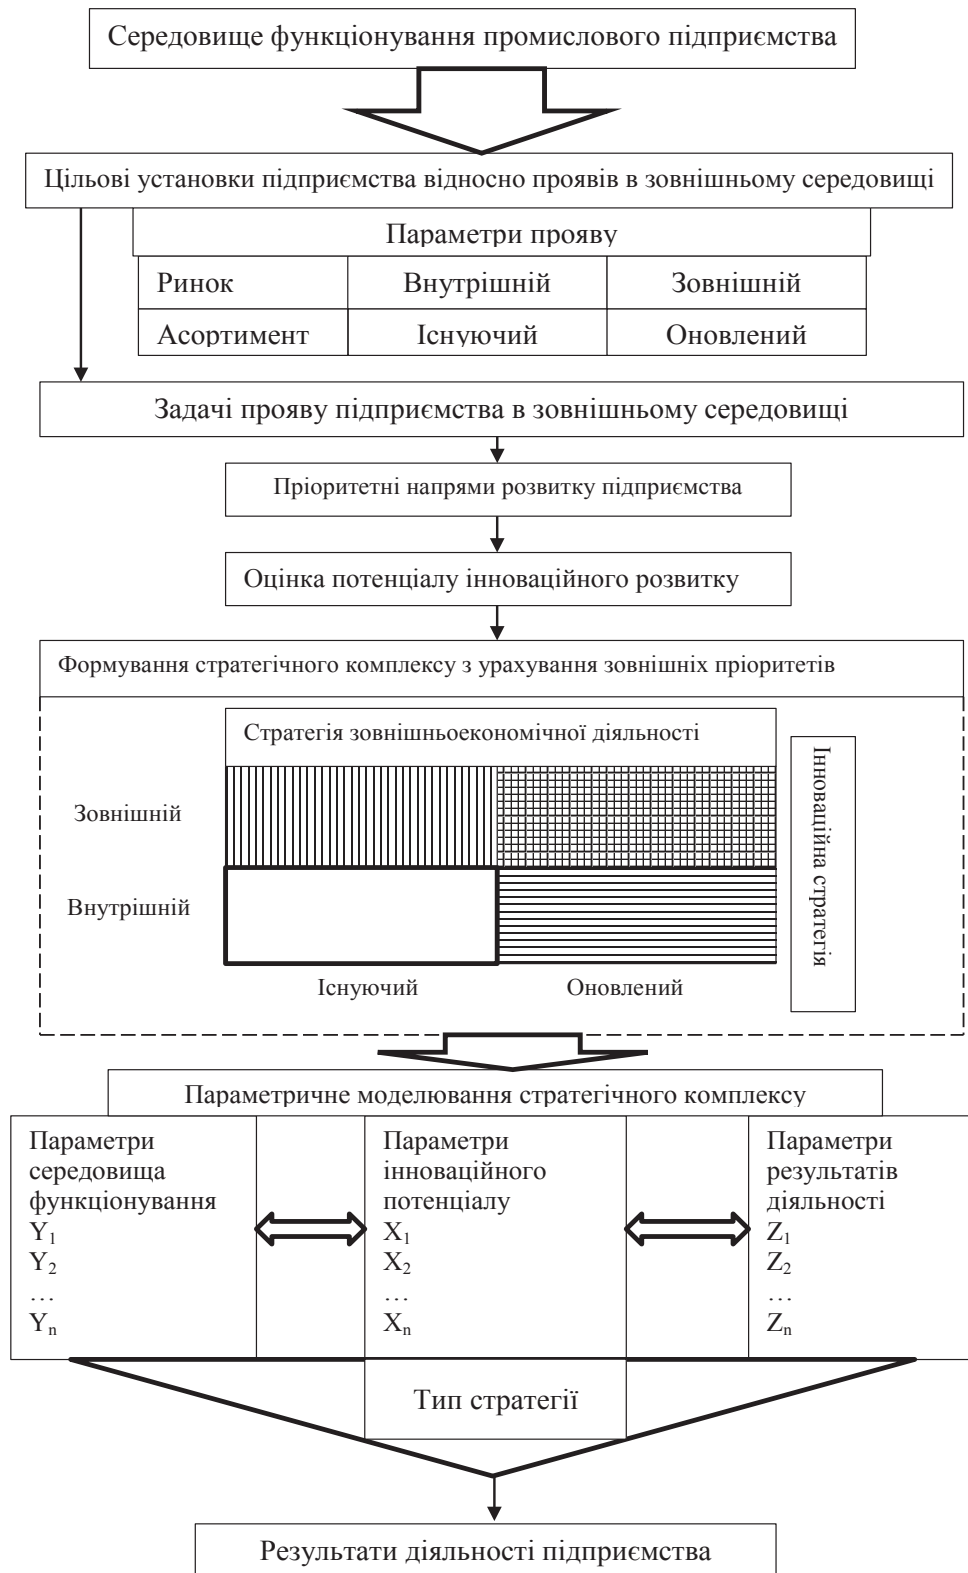 Середовище функціонування промислового підприємства
Цільові установки підприємства відносно проявів в зовнішньому середовищі
Параметри прояву
Ринок Внутрішній Зовнішній
Асортимент Існуючий Оновлений
Задачі прояву підприємства в зовнішньому середовищі
Пріоритетні напрями розвитку підприємства
Оцінка потенціалу інноваційного розвитку
Формування стратегічного комплексу з урахування зовнішніх пріоритетів
Стратегія зовнішньоекономічної діяльності
Зовнішній
Внутрішній
Існуючий Оновлений
Інноваційна стратегія
Параметричне моделювання стратегічного комплексу
Параметри
середовища
функціонування
Y₁
Y₂
…
Yₙ
Параметри
інноваційного
потенціалу
X₁
X₂
…
Xₙ
Параметри
результатів
діяльності
Z₁
Z₂
…
Zₙ
Тип стратегії
Результати діяльності підприємства